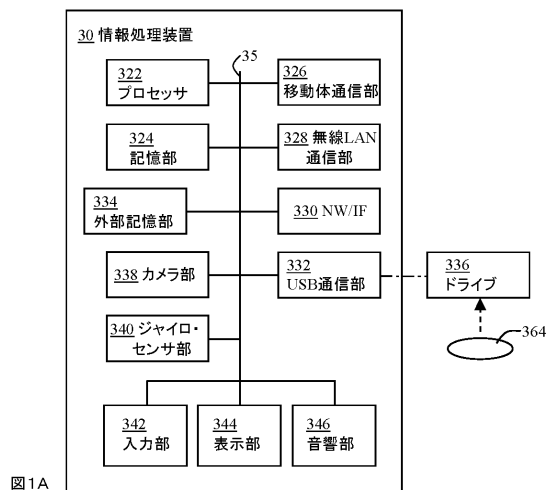 30 情報処理装置
35
322
プロセッサ
326
移動体通信部
324
記憶部
328 無線LAN
通信部
334
外部記憶部
330 NW/IF
338 カメラ部
332
USB通信部
336
ドライブ
340 ジャイロ・
センサ部
364
342
入力部
344
表示部
346
音響部
図1A